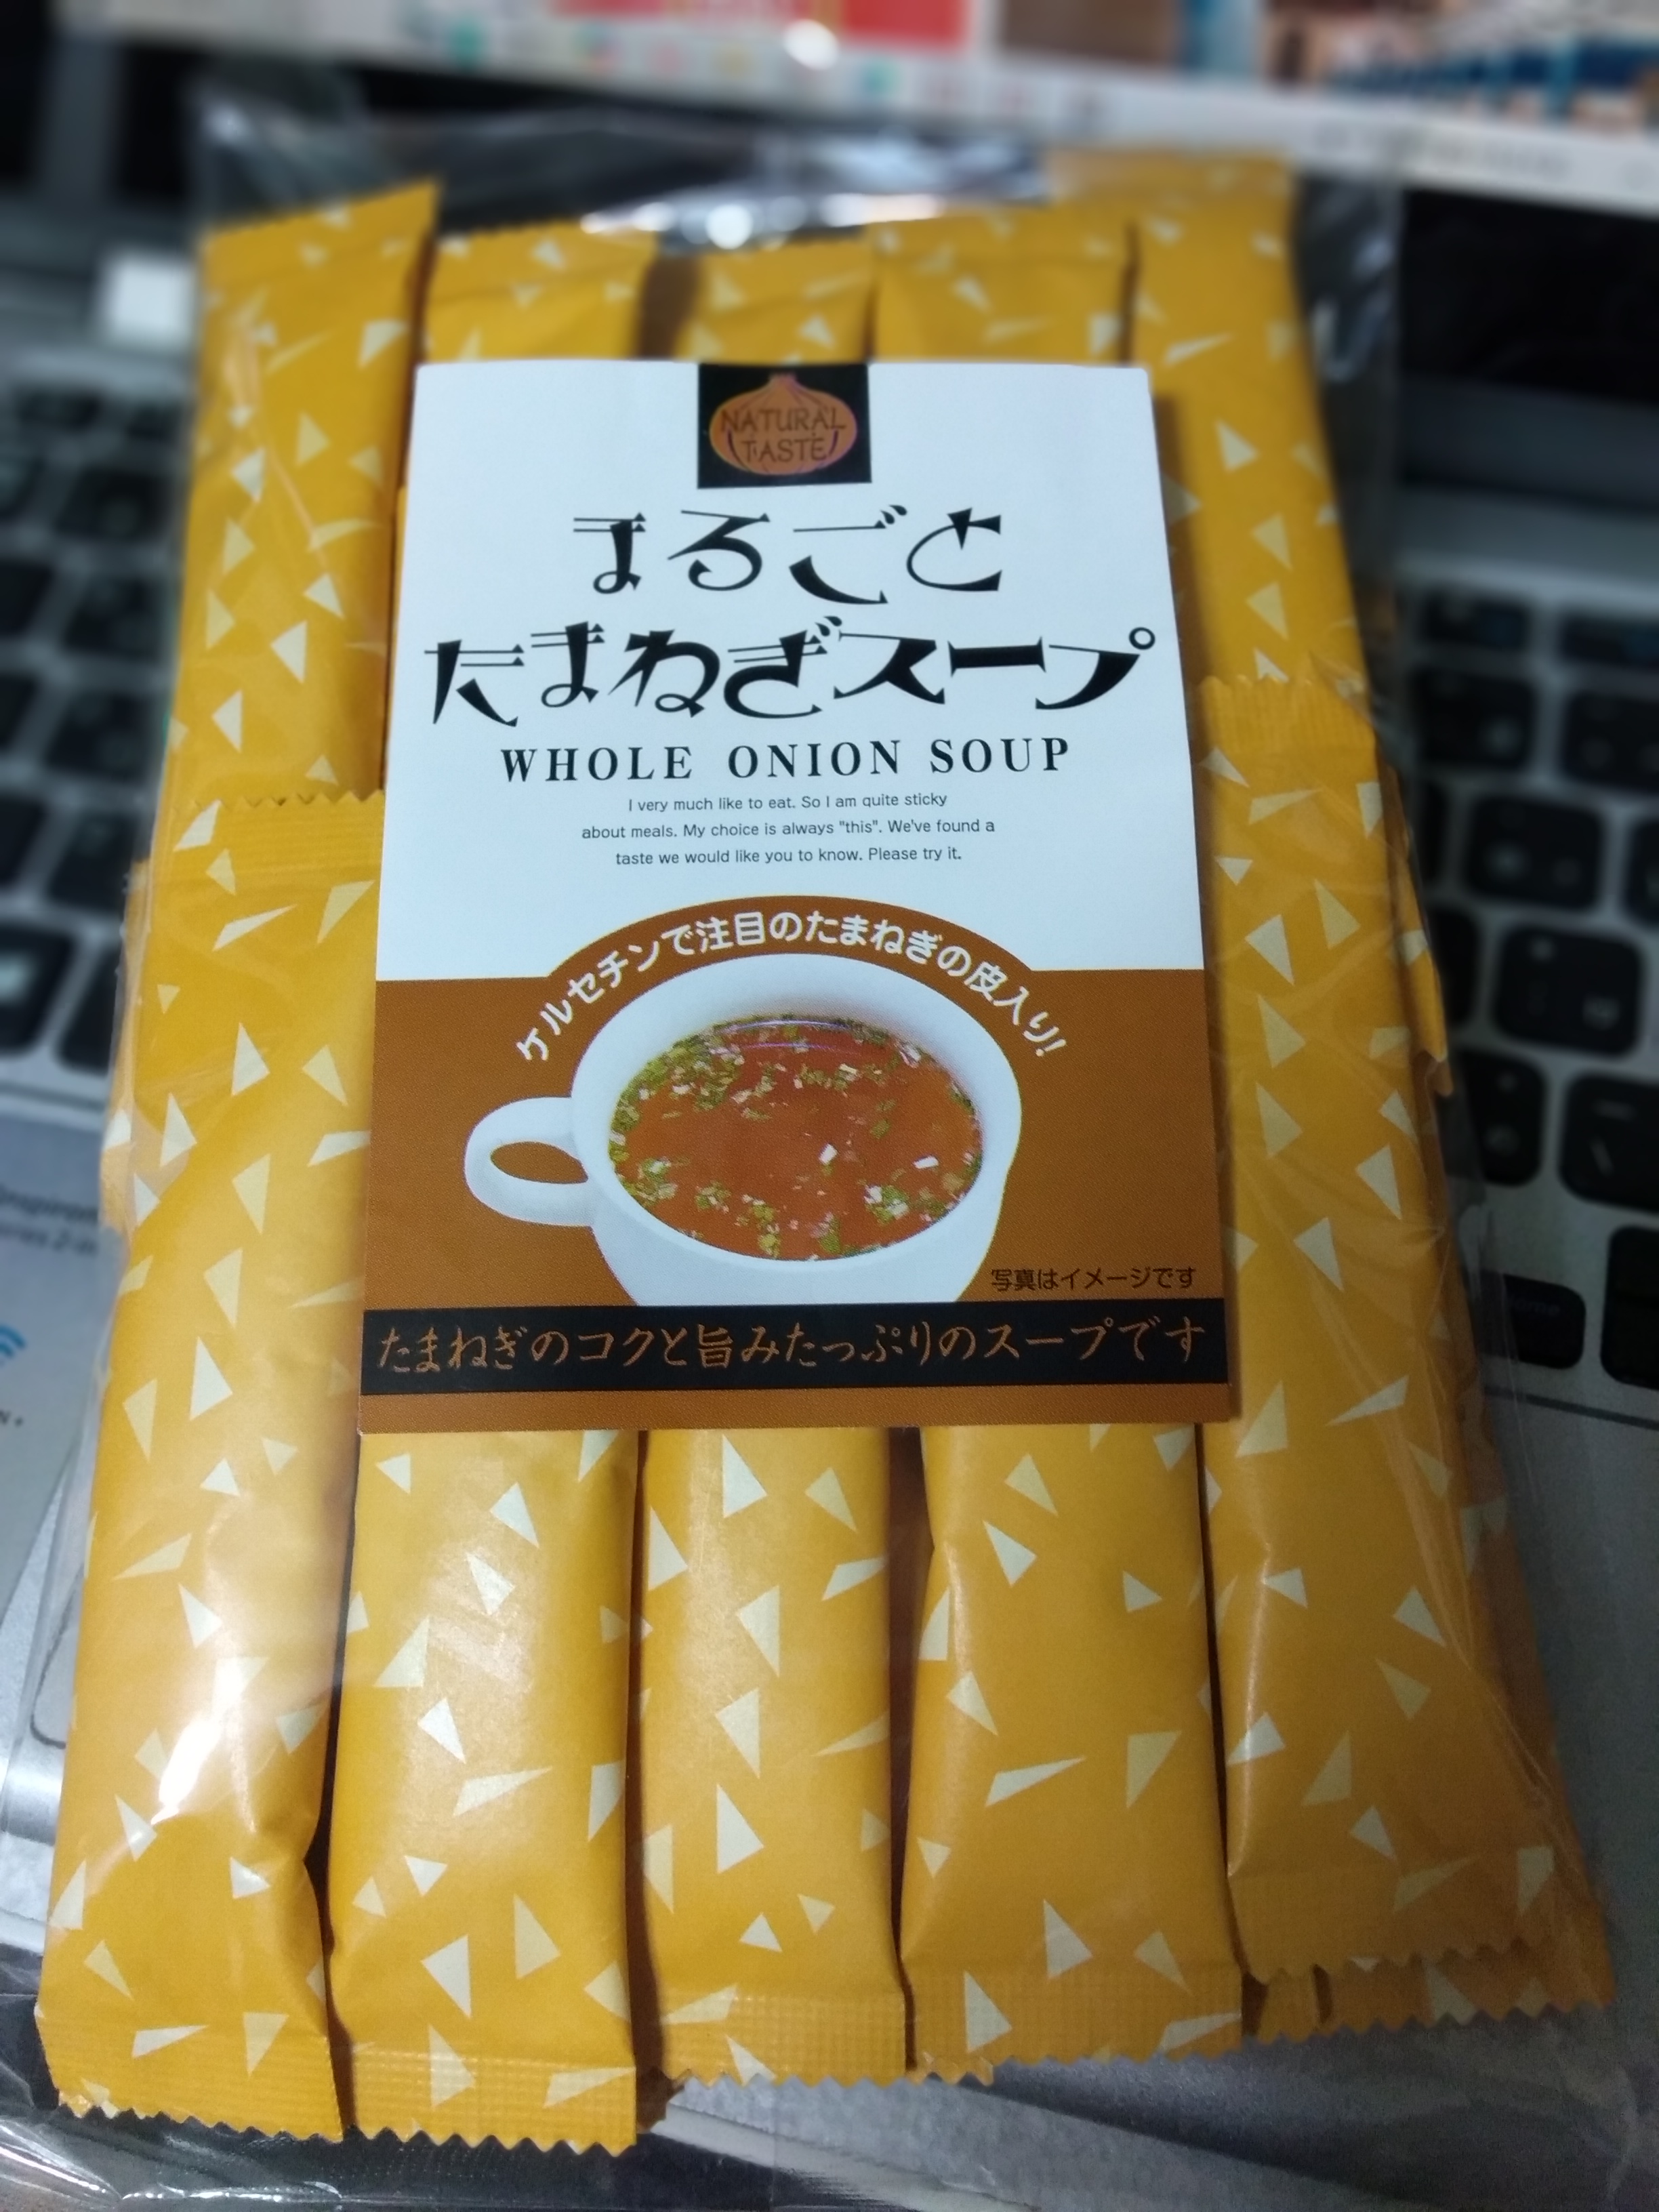 NATURAL
TASTE
まるごと
たまねぎスープ
WHOLE ONION SOUP
I very much like to eat. So I am quite sticky
about meals. My choice is always "this". We've found a
taste we would like you to know. Please try it.
ケルセチンで注目のたまねぎの皮入り!
写真はイメージです
たまねぎのコクと旨みたっぷりのスープです